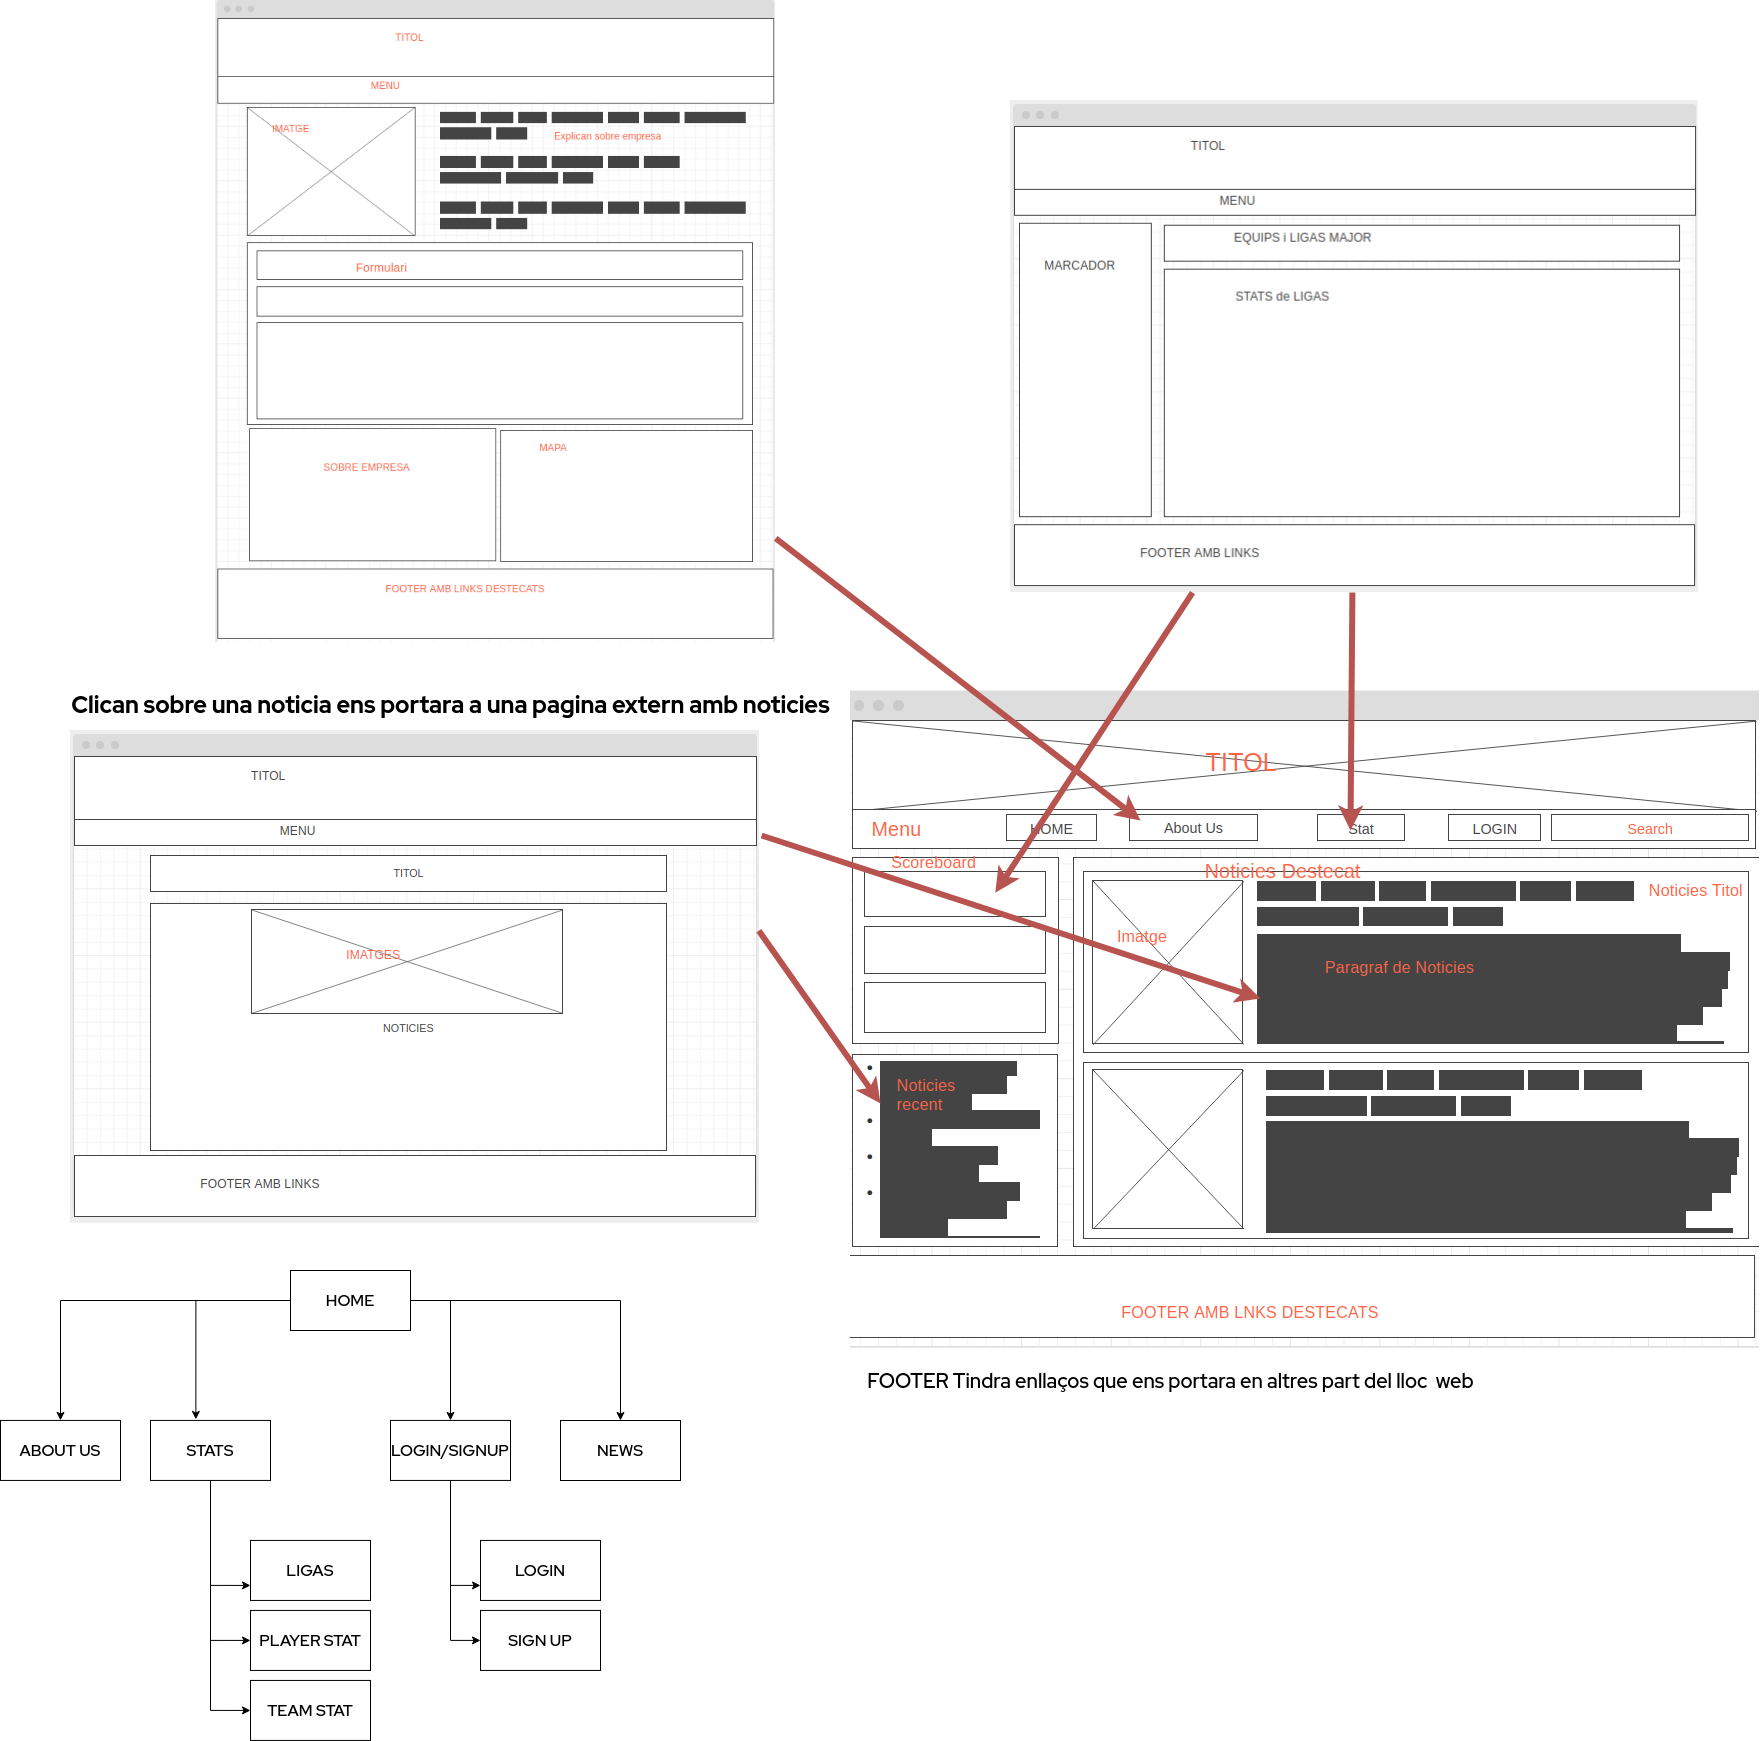 TITOL
MENU
IMATGE
Explican sobre empresa
Formulari
SOBRE EMPRESA
MAPA
FOOTER AMB LINKS DESTECATS
TITOL
MENU
MARCADOR
EQUIPS i LIGAS MAJOR
STATS de LIGAS
FOOTER AMB LINKS
Clican sobre una noticia ens portara a una pagina extern amb noticies
TITOL
MENU
TITOL
IMATGES
NOTICIES
FOOTER AMB LINKS
TITOL
Menu
HOME
About Us
Stat
LOGIN
Search
Scoreboard
Noticies Destecat
Noticies Titol
Imatge
Paragraf de Noticies
Noticies
recent
FOOTER AMB LNKS DESTECATS
FOOTER Tindra enllaços que ens portara en altres part del lloc web
HOME
ABOUT US
STATS
LOGIN/SIGNUP
NEWS
LIGAS
LOGIN
PLAYER STAT
SIGN UP
TEAM STAT